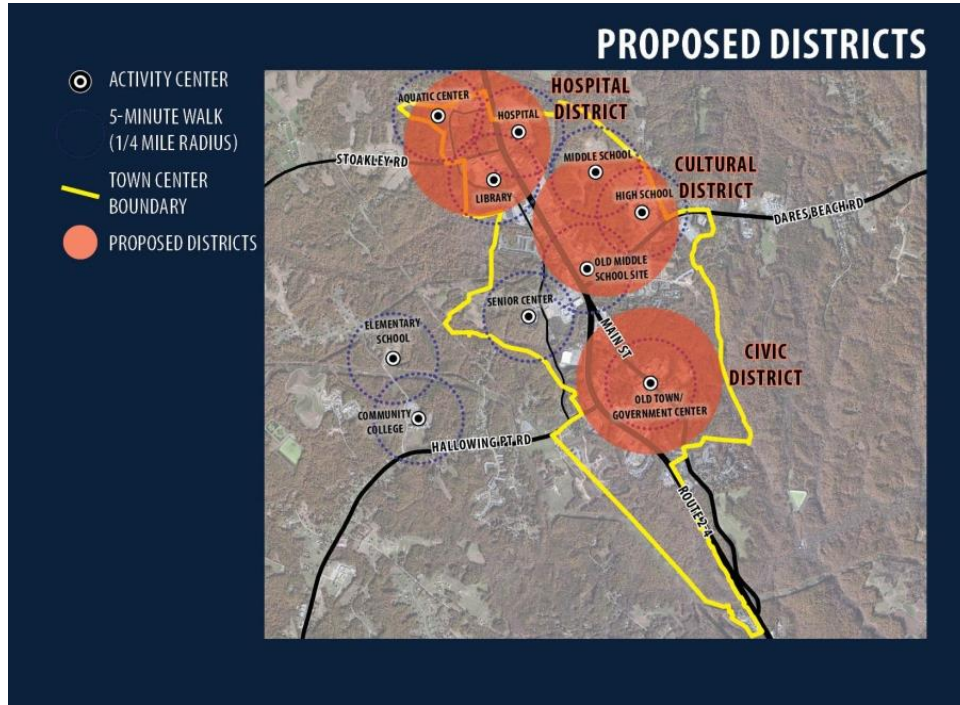 PROPOSED DISTRICTS
ACTIVITY CENTER
5-MINUTE WALK
(1/4 MILE RADIUS)
TOWN CENTER
BOUNDARY
PROPOSED DISTRICTS
HOSPITAL
DISTRICT
AQUATIC CENTER
HOSPITAL
STOAKLEY RD
LIBRARY
MIDDLE SCHOOL
CULTURAL
DISTRICT
HIGH SCHOOL
DARES BEACH RD
OLD MIDDLE
SCHOOL SITE
SENIOR CENTER
ELEMENTARY
SCHOOL
MAIN ST
CIVIC
DISTRICT
OLD TOWN/
GOVERNMENT CENTER
COMMUNITY
COLLEGE
HALLOWING PT RD
ROUTE 2-4